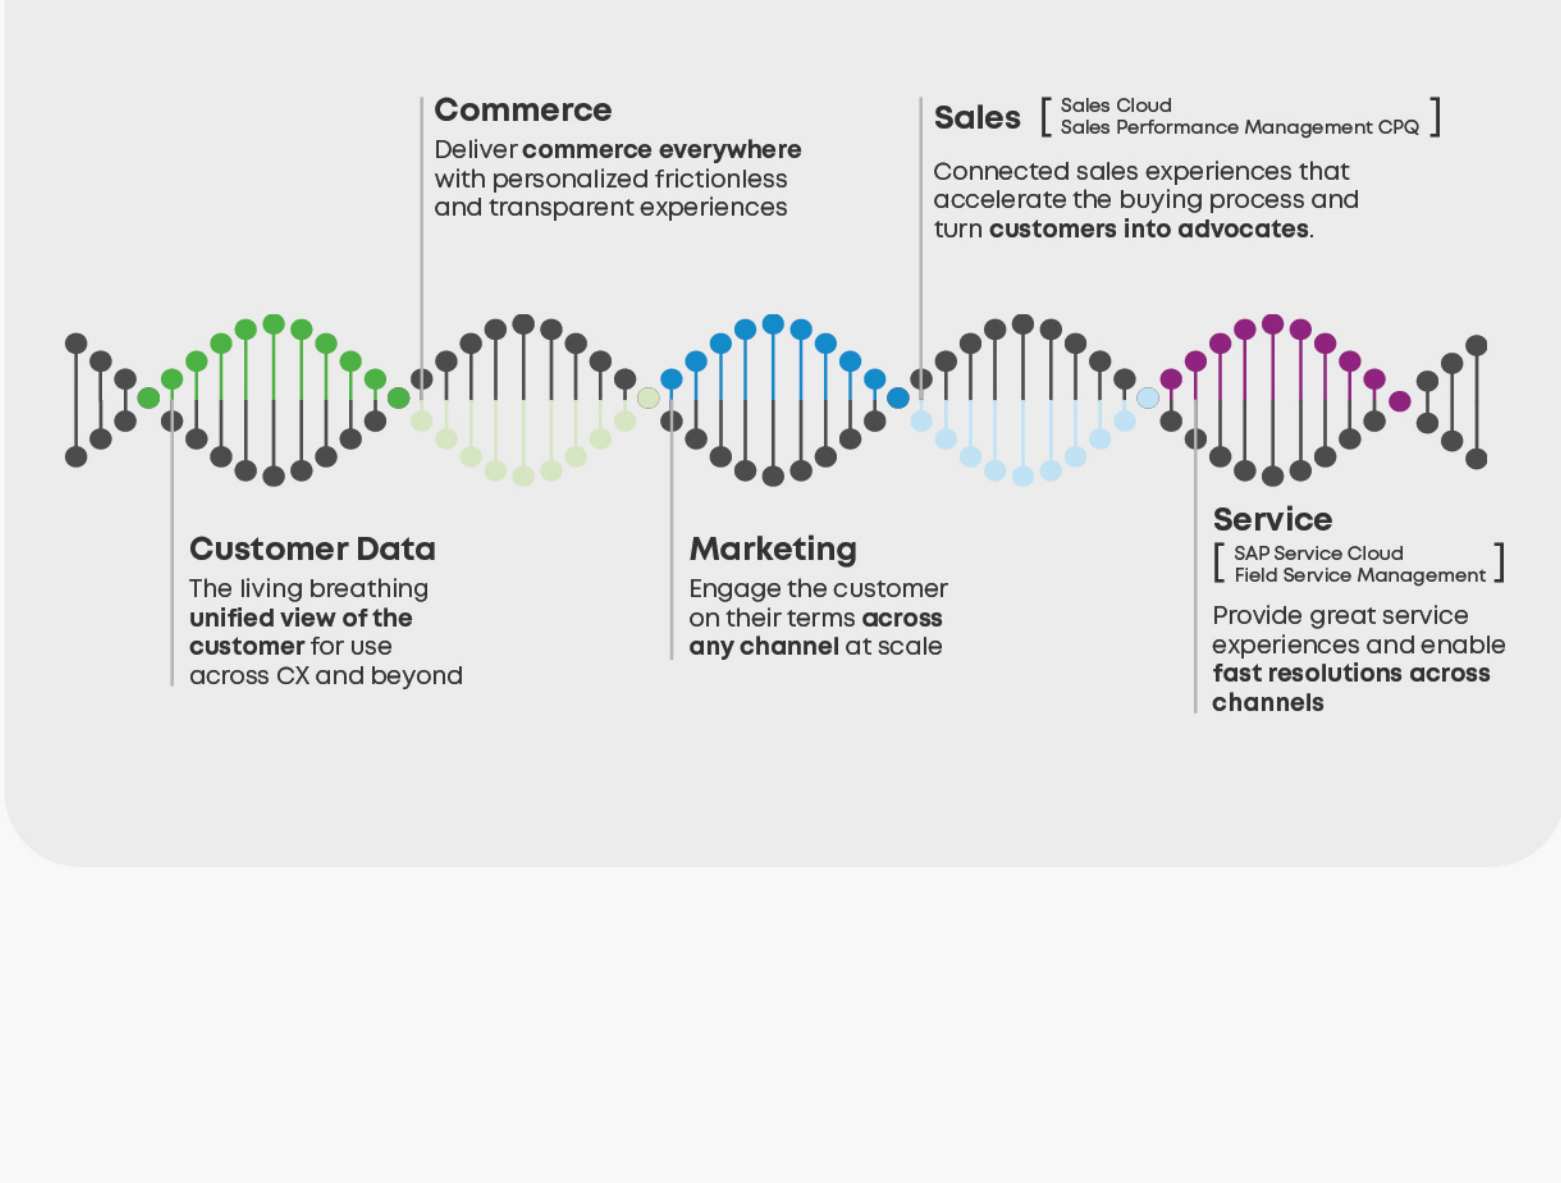 Commerce
Deliver commerce everywhere
with personalized frictionless
and transparent experiences
Sales
Sales Cloud
Sales Performance Management CPQ
Connected sales experiences that
accelerate the buying process and
turn customers into advocates.
Customer Data
The living breathing
unified view of the
customer for use
across CX and beyond
Marketing
Engage the customer
on their terms across
any channel at scale
Service
SAP Service Cloud
Field Service Management
Provide great service
experiences and enable
fast resolutions across
channels